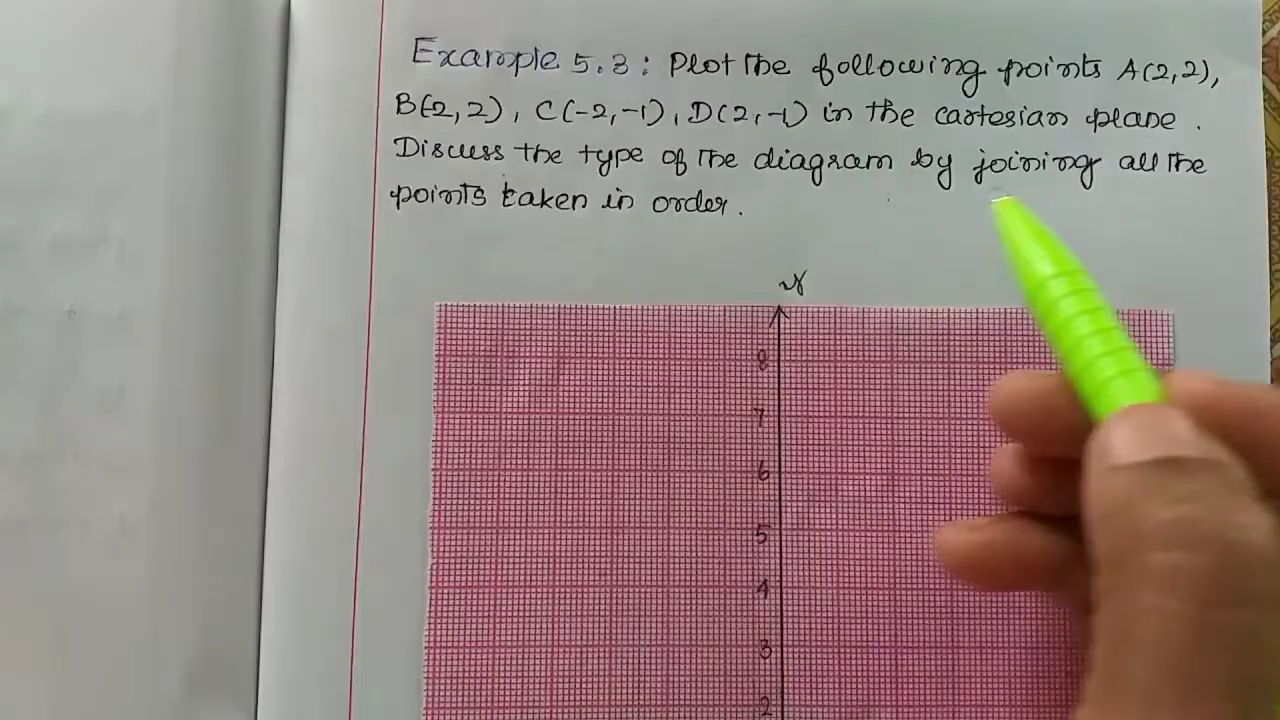 Example 5.3: Plot the following points A(2,2),
B(-2,2), C(-2,-1), D(2,-1) in the cartesian plane.
Discuss the type of the diagram by joining all the
points taken in order.
Y
8
7
6
5
4
3
2